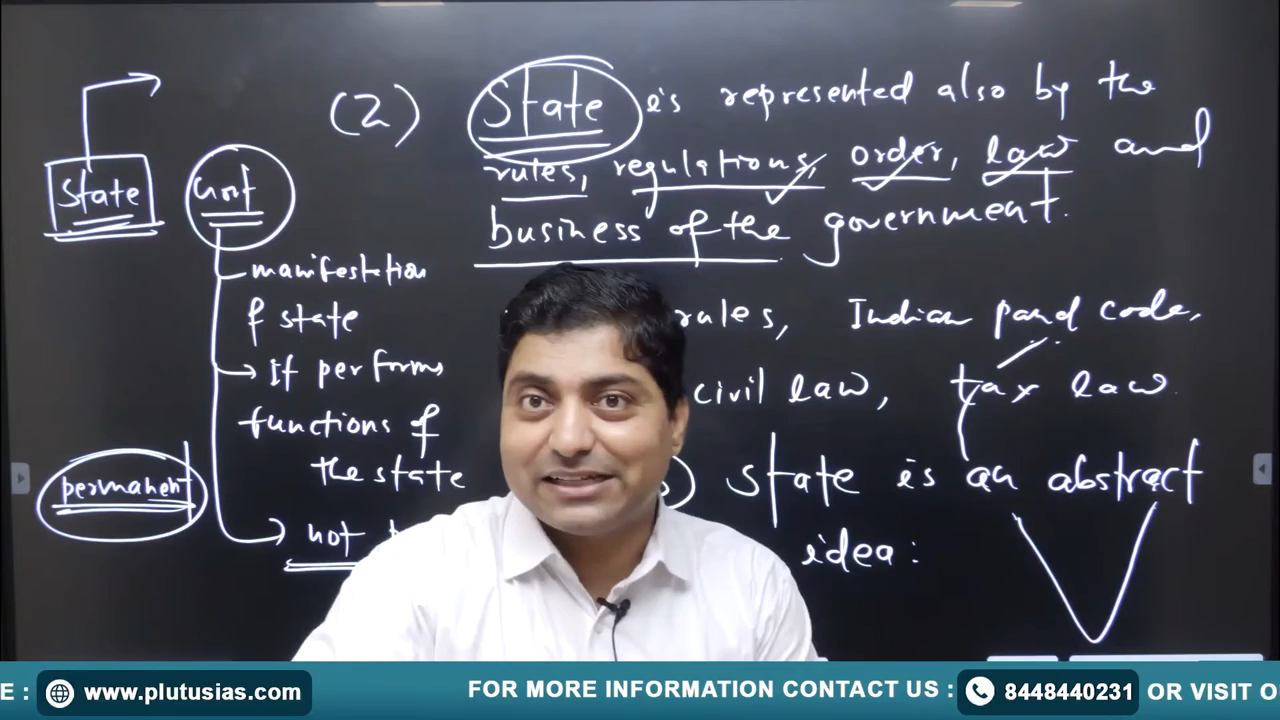 State
Govt
manifestation
of state
→ It performs
functions of
the state
→ not
permanent
(2) State is represented also by the
rules, regulations, order, law and
business of the government.
rules, Indian panel code,
civil law, tax law.
) state is an abstract
idea:
E : www.plutusias.com FOR MORE INFORMATION CONTACT US : 8448440231 OR VISIT O